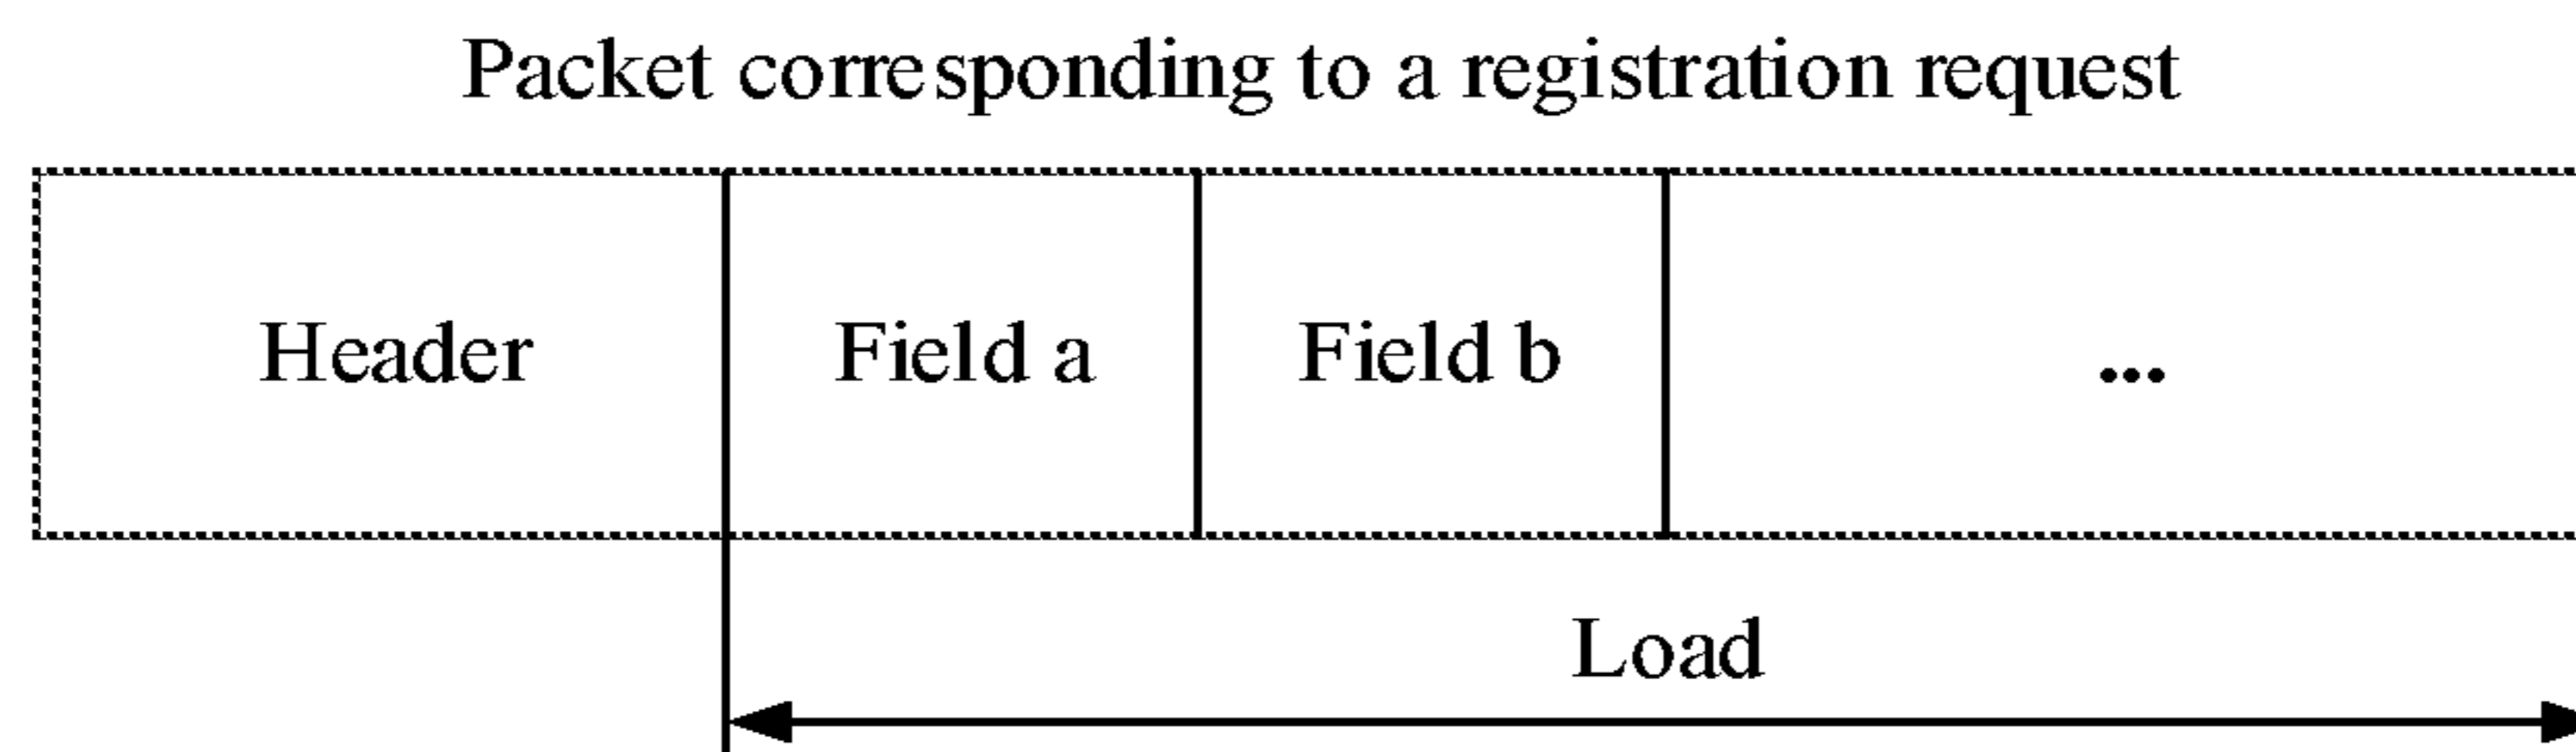 Packet corresponding to a registration request
Header Field a Field b ...
Load